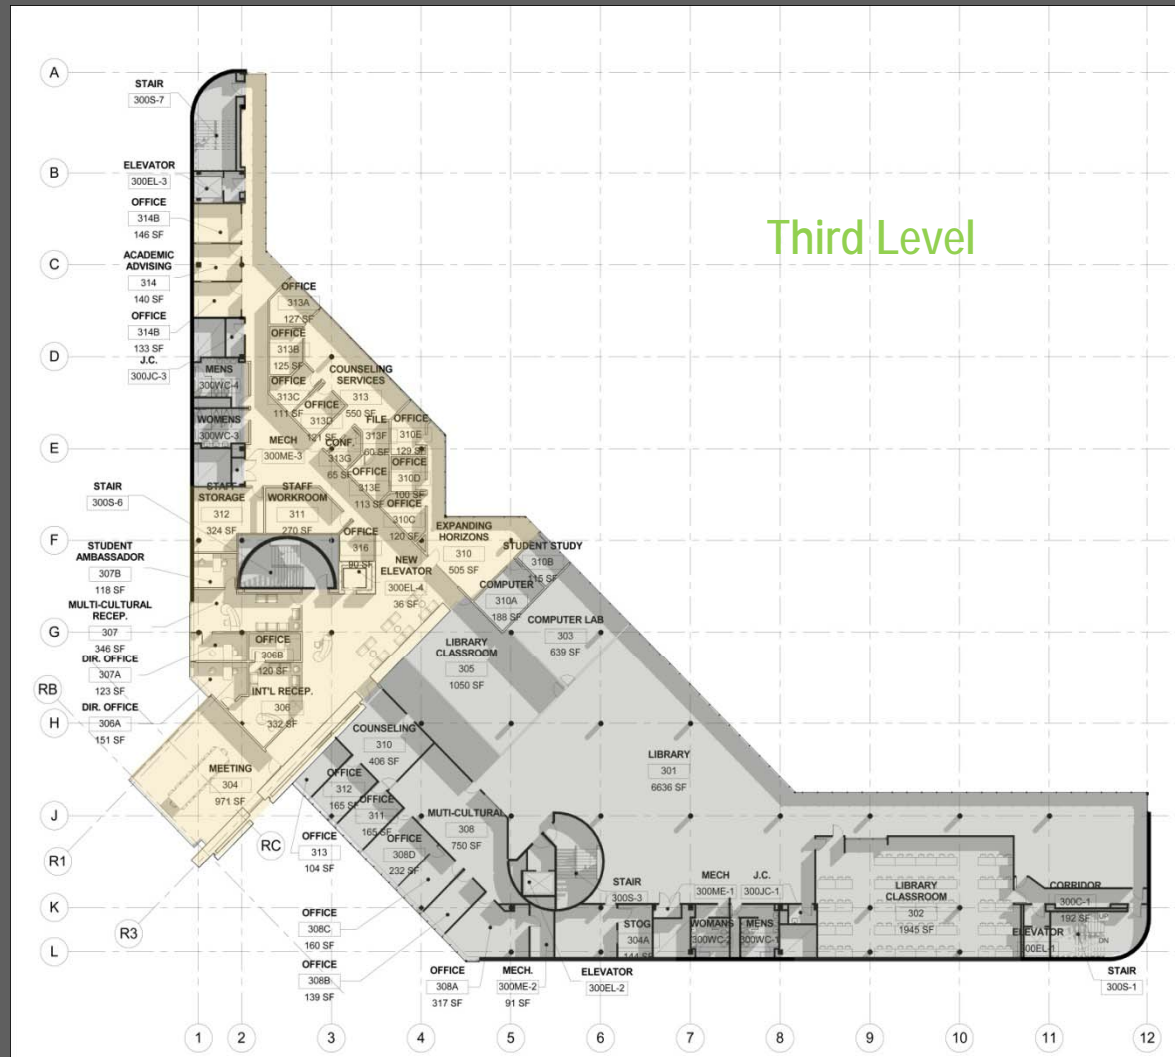 A
STAIR
300S-7
ELEVATOR
300EL-3
B
OFFICE
314B
146 SF
Third Level
ACADEMIC
ADVISING
314
140 SF
C
OFFICE
313A
127 SF
OFFICE
314B
133 SF
OFFICE
313B
125 SF
J.C.
300JC-3
D
MENS
300WC-4
COUNSELING
SERVICES
313
550 SF
OFFICE
313C
111 SF
OFFICE
313D
121 SF
WOMENS
300WC-3
FILE
313F
60 SF
OFFICE
310E
129 SF
MECH
300ME-3
CONF.
313G
65 SF
E
OFFICE
310D
100 SF
OFFICE
313E
113 SF
STAIR
300S-6
STAFF
STORAGE
312
324 SF
STAFF
WORKROOM
311
270 SF
OFFICE
310C
120 SF
F
OFFICE
316
90 SF
EXPANDING
HORIZONS
310
505 SF
STUDENT
AMBASSADOR
307B
118 SF
STUDENT STUDY
310B
115 SF
NEW
ELEVATOR
300EL-4
36 SF
COMPUTER
310A
188 SF
MULTI-CULTURAL
RECEP.
307
346 SF
COMPUTER LAB
303
639 SF
G
OFFICE
306B
120 SF
LIBRARY
CLASSROOM
305
1050 SF
DIR. OFFICE
307A
123 SF
RB
INT'L RECEP.
306
332 SF
DIR. OFFICE
306A
151 SF
H
COUNSELING
310
406 SF
LIBRARY
301
6636 SF
MEETING
304
971 SF
OFFICE
312
165 SF
OFFICE
311
165 SF
MUTI-CULTURAL
308
750 SF
J
OFFICE
313
104 SF
OFFICE
308D
232 SF
RC
R1
STAIR
300S-3
MECH
300ME-1
J.C.
300JC-1
LIBRARY
CLASSROOM
302
1945 SF
CORRIDOR
300C-1
192 SF
K
OFFICE
308C
160 SF
STOG
304A
144 SF
WOMANS
300WC-2
MENS
300WC-1
ELEVATOR
300EL-1
UP
DN
R3
L
OFFICE
308B
139 SF
OFFICE
308A
317 SF
MECH.
300ME-2
91 SF
ELEVATOR
300EL-2
STAIR
300S-1
1 2 3 4 5 6 7 8 9 10 11 12